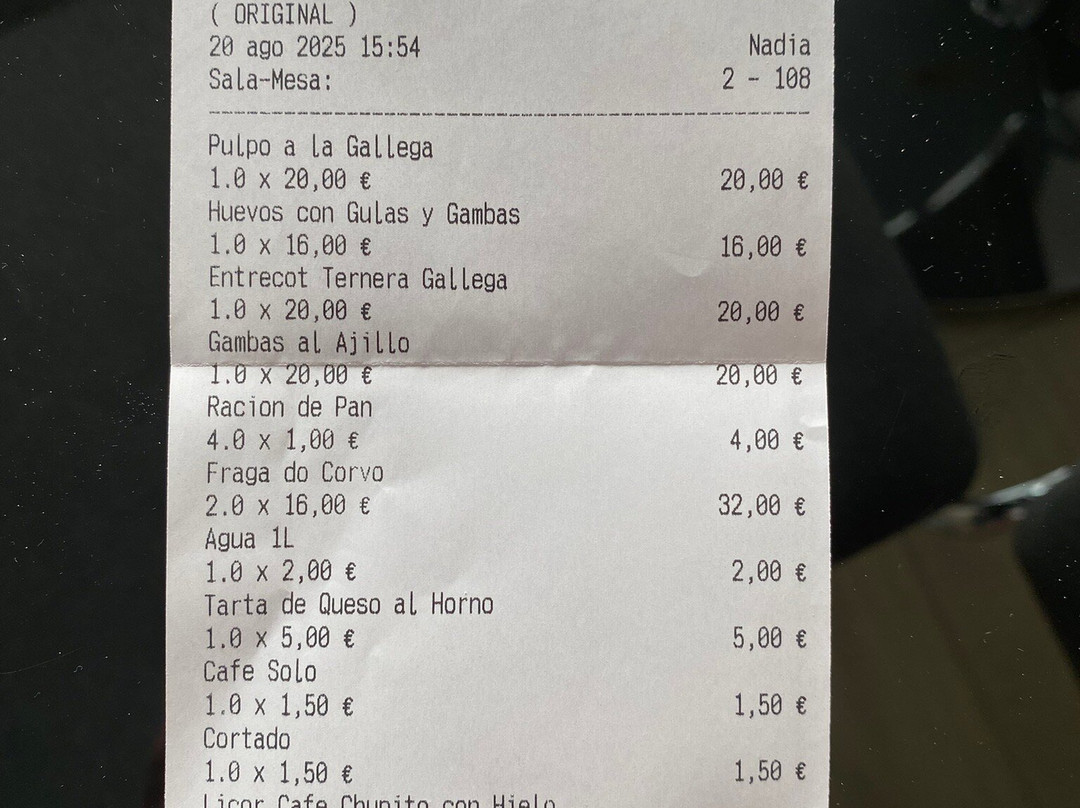 ( ORIGINAL )
20 ago 2025 15:54 Nadia
Sala-Mesa: 2 - 108
Pulpo a la Gallega
1.0 x 20,00 € 20,00 €
Huevos con Gulas y Gambas
1.0 x 16,00 € 16,00 €
Entrecot Ternera Gallega
1.0 x 20,00 € 20,00 €
Gambas al Ajillo
1.0 x 20,00 € 20,00 €
Racion de Pan
4.0 x 1,00 € 4,00 €
Fraga do Corvo
2.0 x 16,00 € 32,00 €
Agua 1L
1.0 x 2,00 € 2,00 €
Tarta de Queso al Horno
1.0 x 5,00 € 5,00 €
Cafe Solo
1.0 x 1,50 € 1,50 €
Cortado
1.0 x 1,50 € 1,50 €
Licor Cafe Chupito con Hielo